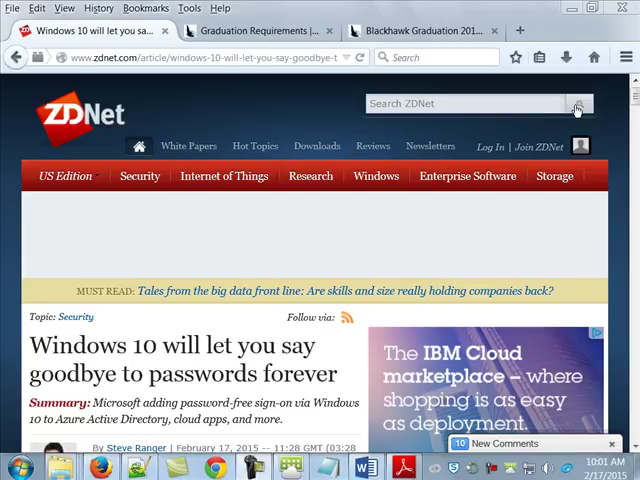 File Edit View History Bookmarks Tools Help
Windows 10 will let you sa...
Graduation Requirements |...
Blackhawk Graduation 201...
www.zdnet.com/article/windows-10-will-let-you-say-goodbye-t
Search
ZDNet
Search ZDNet
White Papers Hot Topics Downloads Reviews Newsletters
Log In | Join ZDNet
US Edition Security Internet of Things Research Windows Enterprise Software Storage
MUST READ: Tales from the big data front line: Are skills and size really holding companies back?
Topic: Security
Follow via:
Windows 10 will let you say
goodbye to passwords forever
Summary: Microsoft adding password-free sign-on via Windows
10 to Azure Active Directory, cloud apps, and more.
By Steve Ranger | February 17, 2015 -- 11:28 GMT (03:28
The IBM Cloud
marketplace – where
shopping is as easy
as deployment.
10 New Comments
10:01 AM
2/17/2015